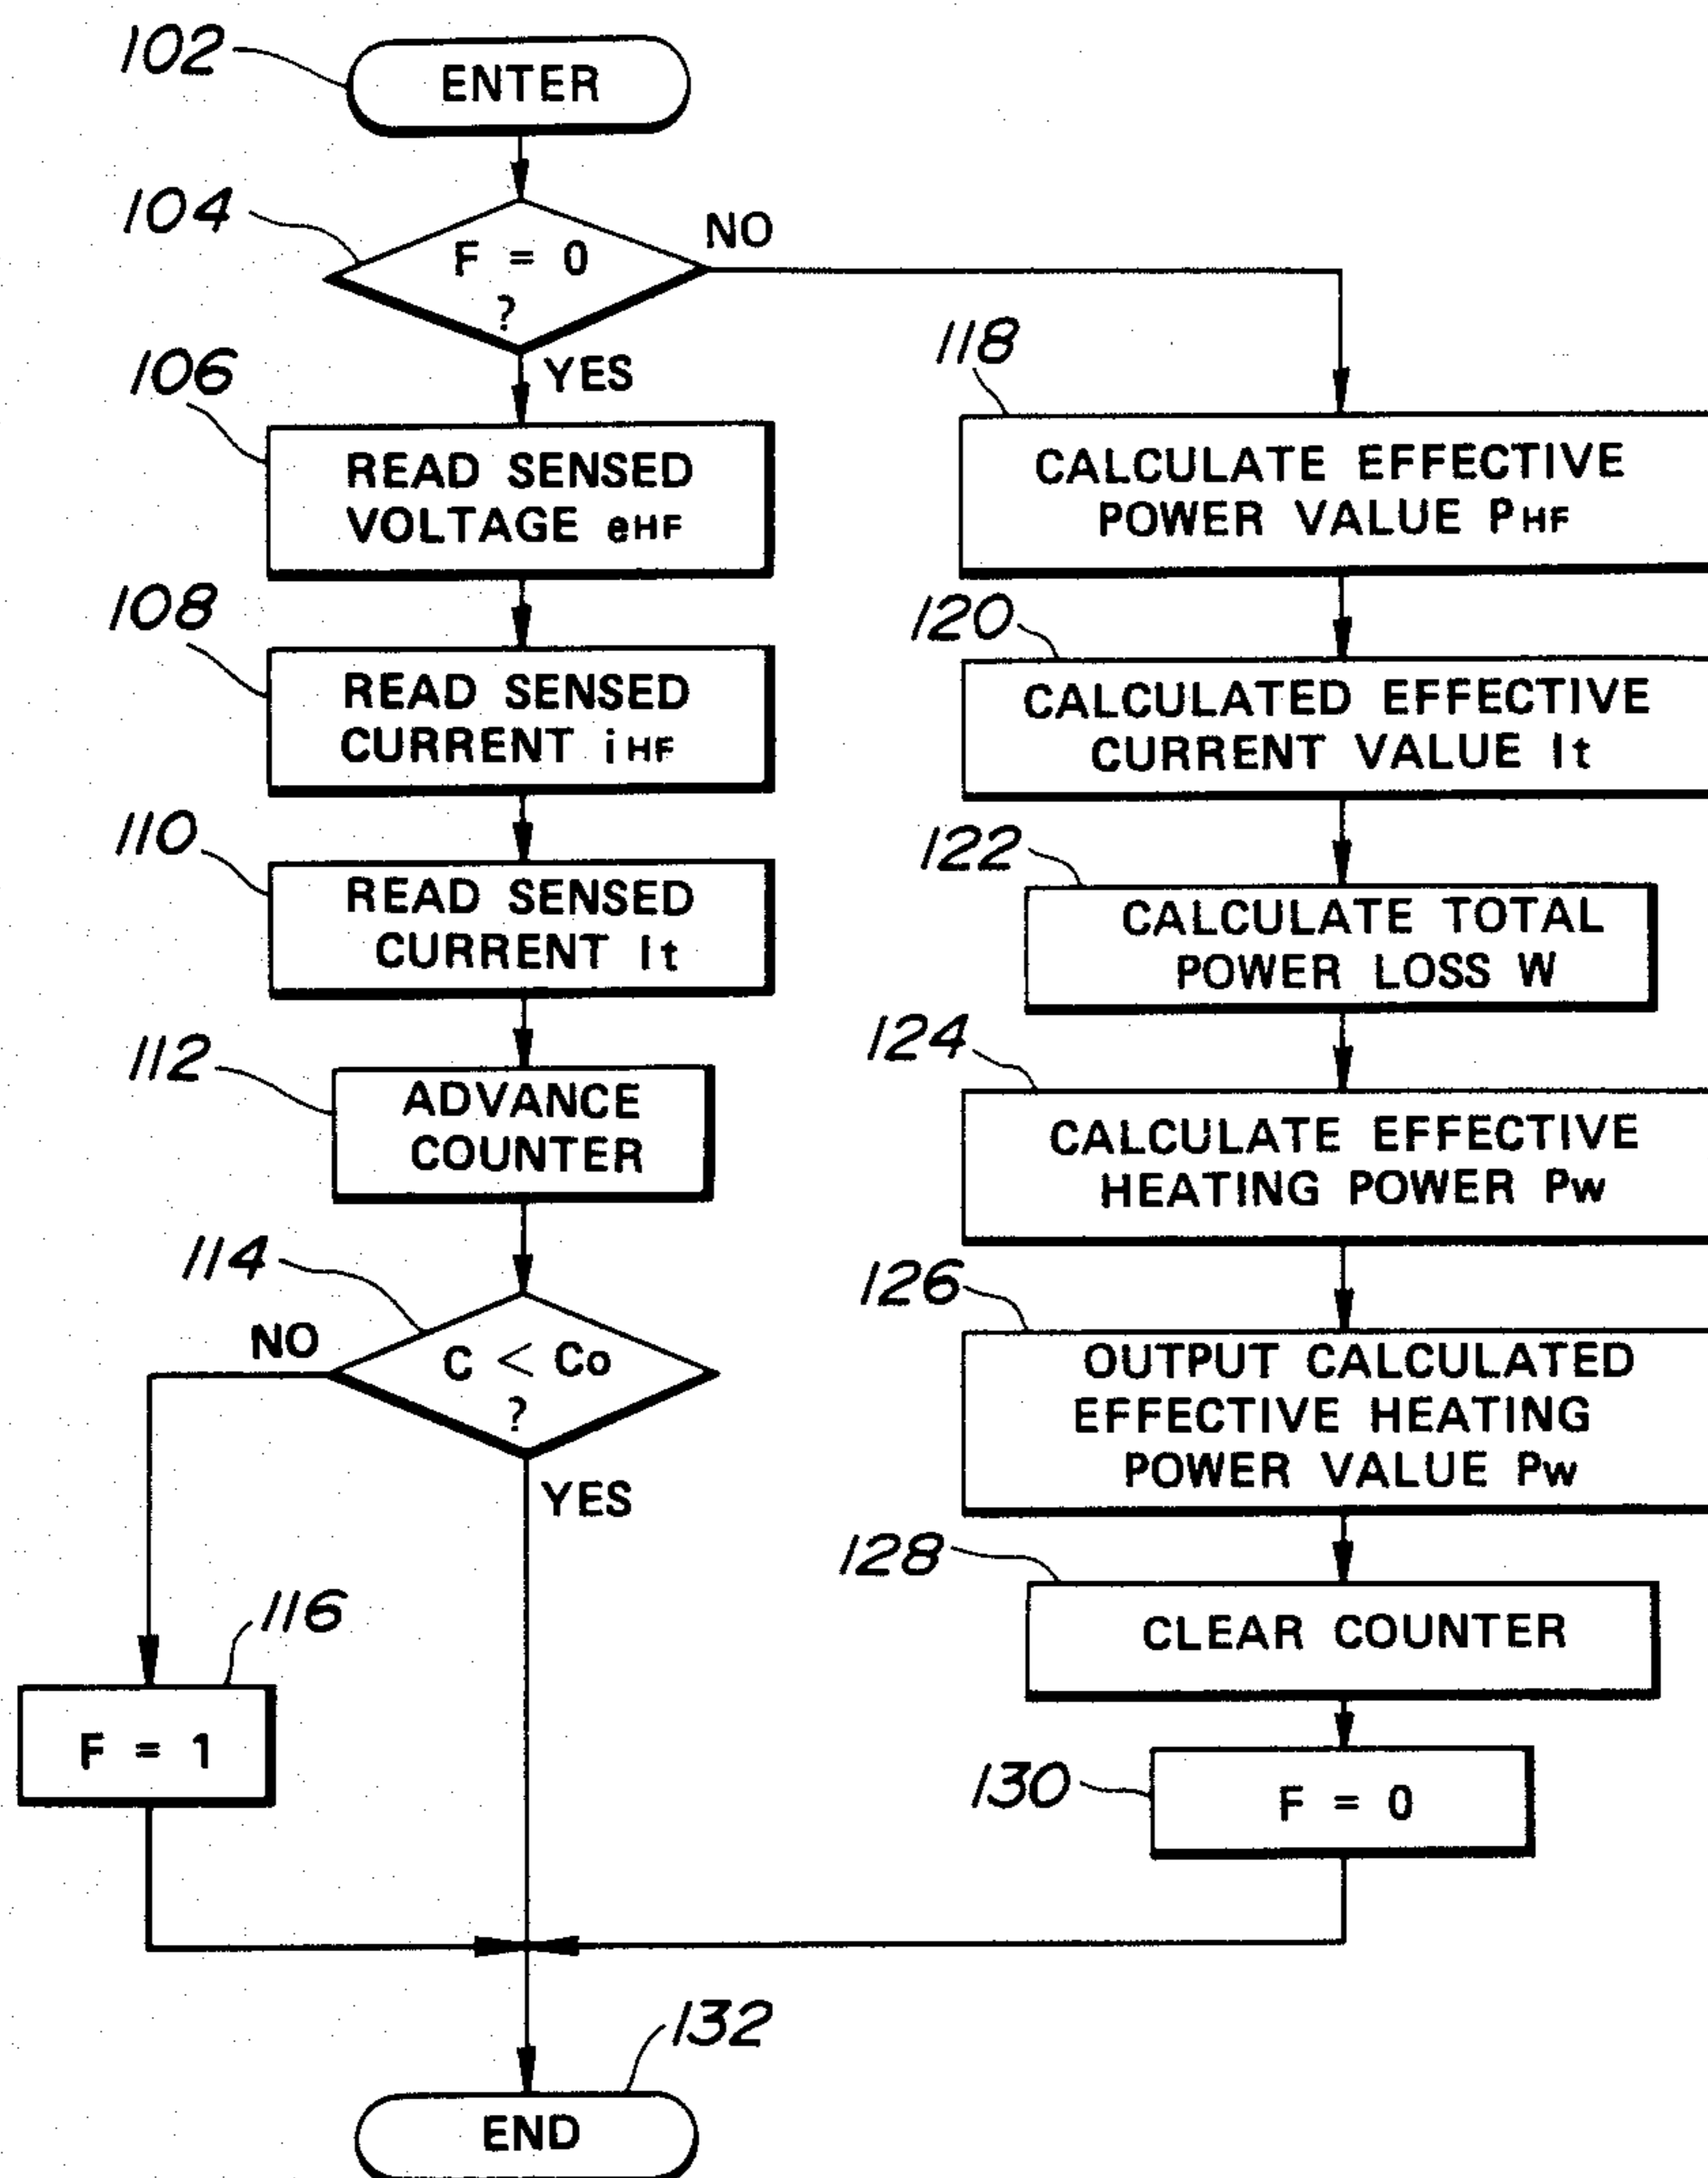 102
ENTER
104
F = 0
?
NO
YES
106
READ SENSED
VOLTAGE eHF
108
READ SENSED
CURRENT iHF
110
READ SENSED
CURRENT It
112
ADVANCE
COUNTER
114
C < Co
?
NO
YES
116
F = 1
118
CALCULATE EFFECTIVE
POWER VALUE PHF
120
CALCULATED EFFECTIVE
CURRENT VALUE It
122
CALCULATE TOTAL
POWER LOSS W
124
CALCULATE EFFECTIVE
HEATING POWER Pw
126
OUTPUT CALCULATED
EFFECTIVE HEATING
POWER VALUE Pw
128
CLEAR COUNTER
130
F = 0
132
END